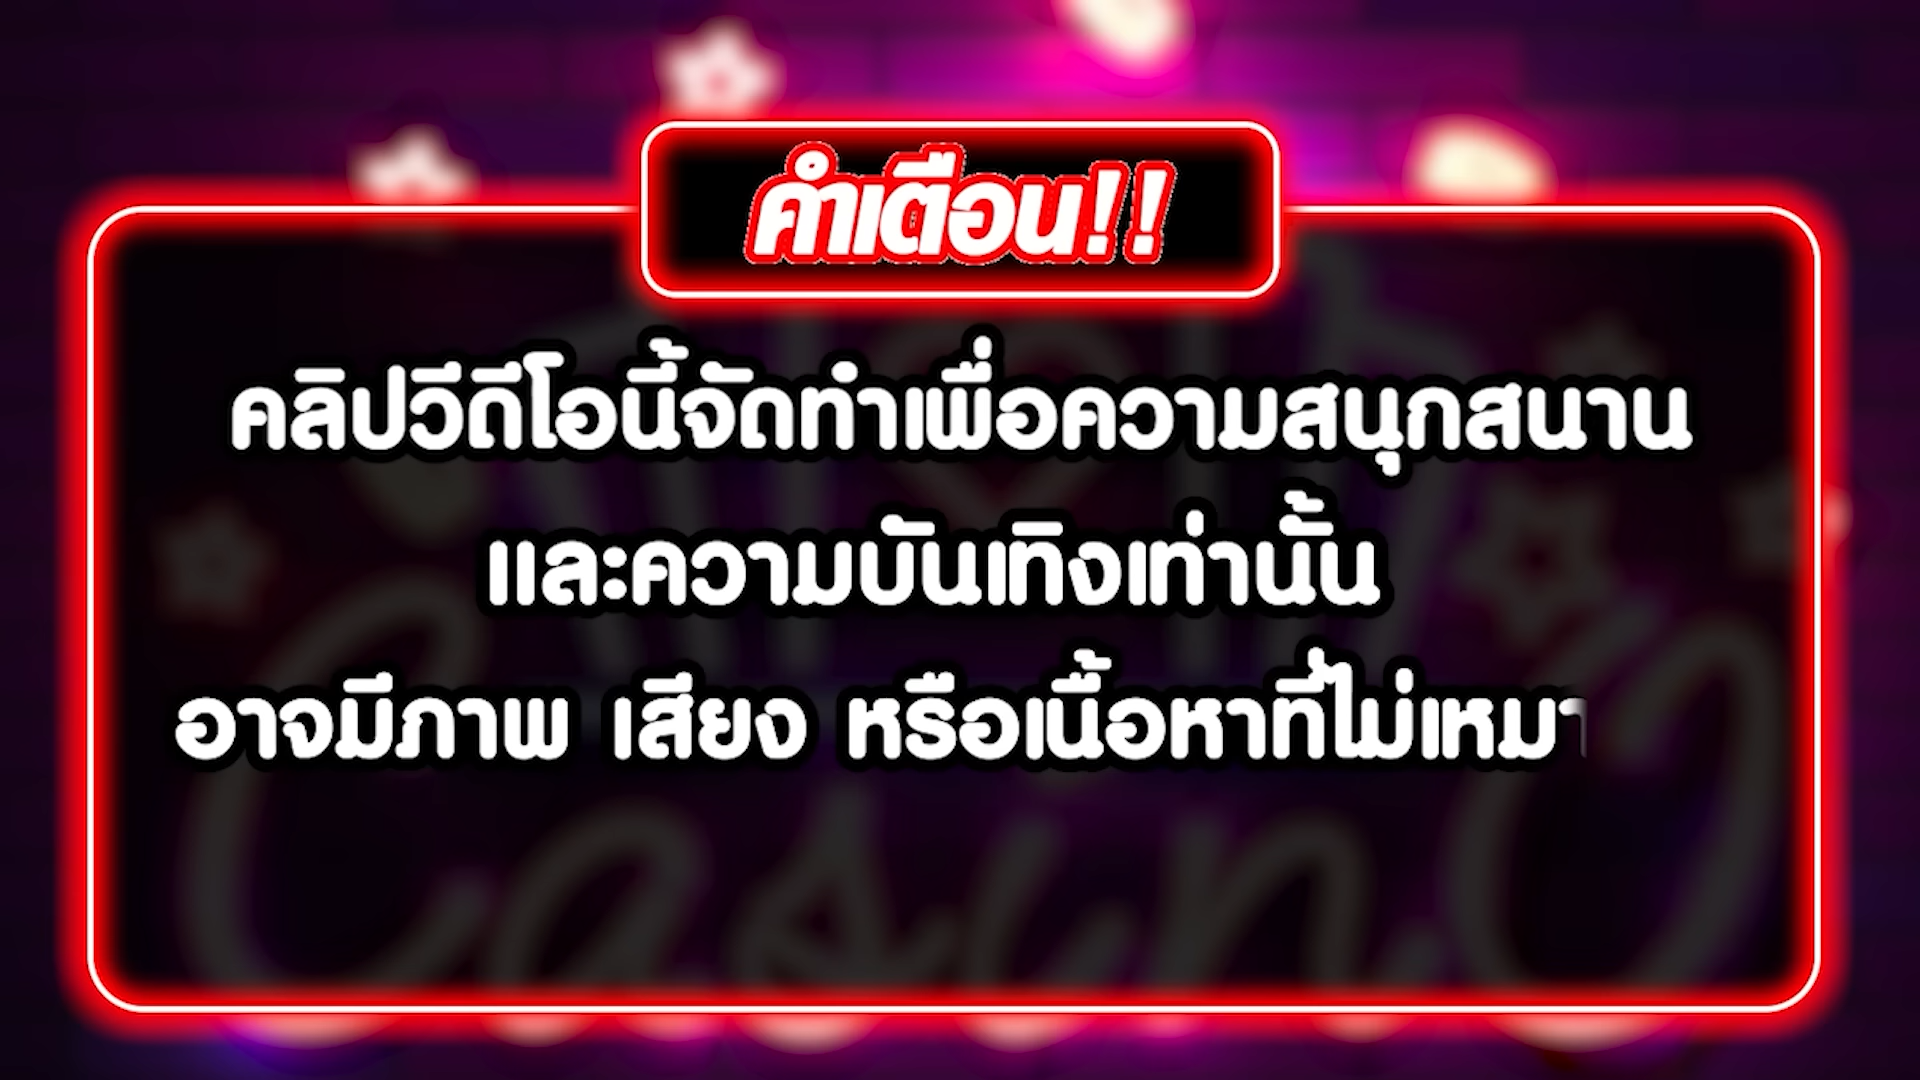 คำเตือน!!
คลิปวีดีโอนี้จัดทำเพื่อความสนุกสนาน
และความบันเทิงเท่านั้น
อาจมีภาพ เสียง หรือเนื้อหาที่ไม่เหมา
Casino